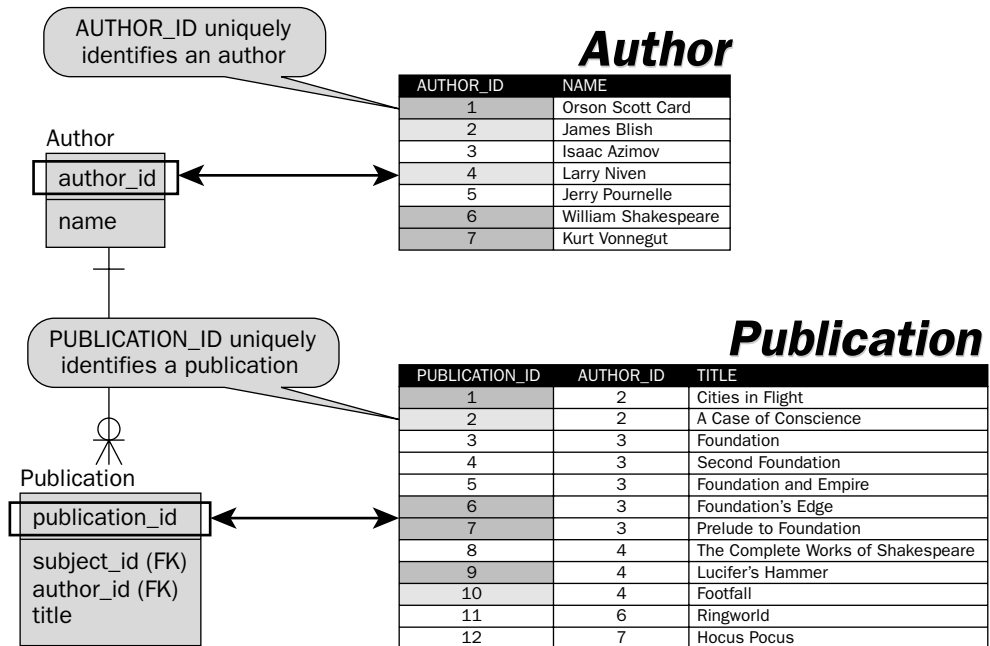 AUTHOR_ID uniquely
identifies an author
Author
AUTHOR_ID NAME
1 Orson Scott Card
2 James Blish
3 Isaac Azimov
4 Larry Niven
5 Jerry Pournelle
6 William Shakespeare
7 Kurt Vonnegut
Author
author_id
name
PUBLICATION_ID uniquely
identifies a publication
Publication
PUBLICATION_ID AUTHOR_ID TITLE
1 2 Cities in Flight
2 2 A Case of Conscience
3 3 Foundation
4 3 Second Foundation
5 3 Foundation and Empire
6 3 Foundation's Edge
7 3 Prelude to Foundation
8 4 The Complete Works of Shakespeare
9 4 Lucifer's Hammer
10 4 Footfall
11 6 Ringworld
12 7 Hocus Pocus
Publication
publication_id
subject_id (FK)
author_id (FK)
title